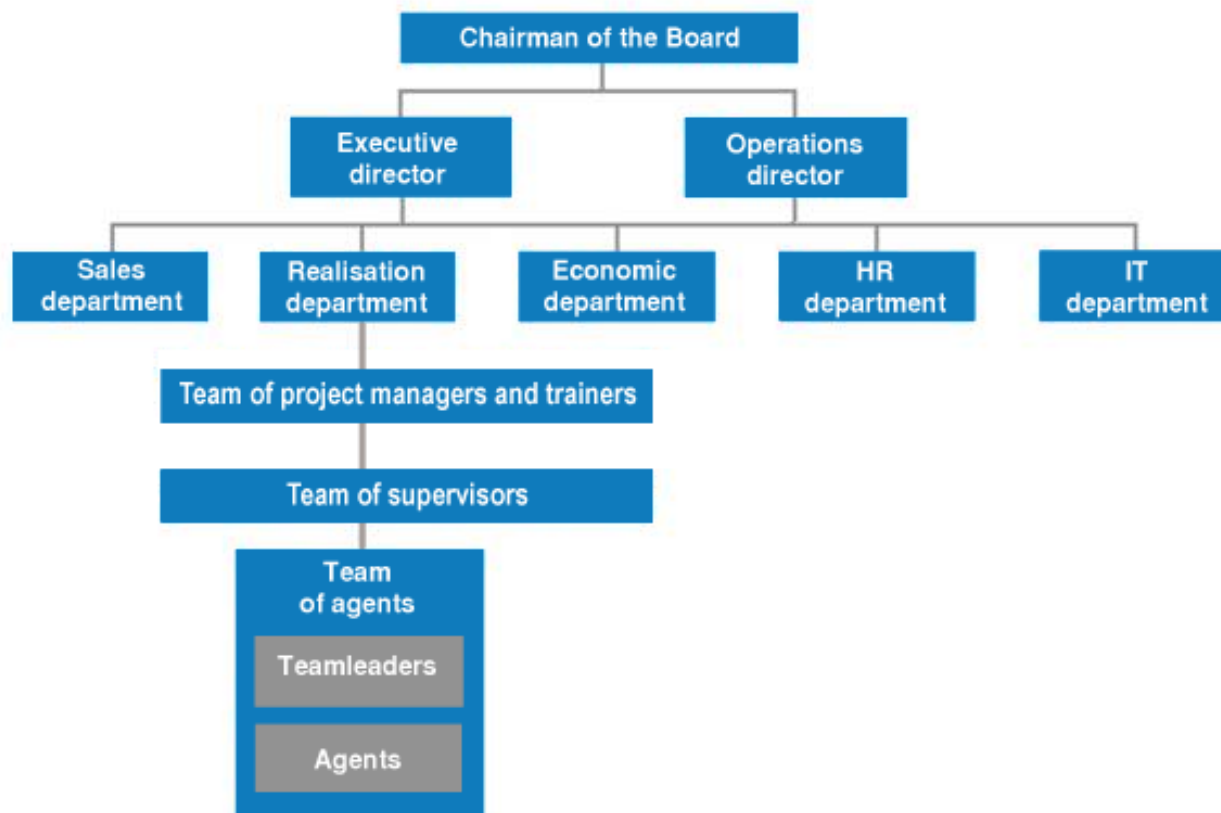 Chairman of the Board
Executive
director
Operations
director
Sales
department
Realisation
department
Economic
department
HR
department
IT
department
Team of project managers and trainers
Team of supervisors
Team
of agents
Teamleaders
Agents